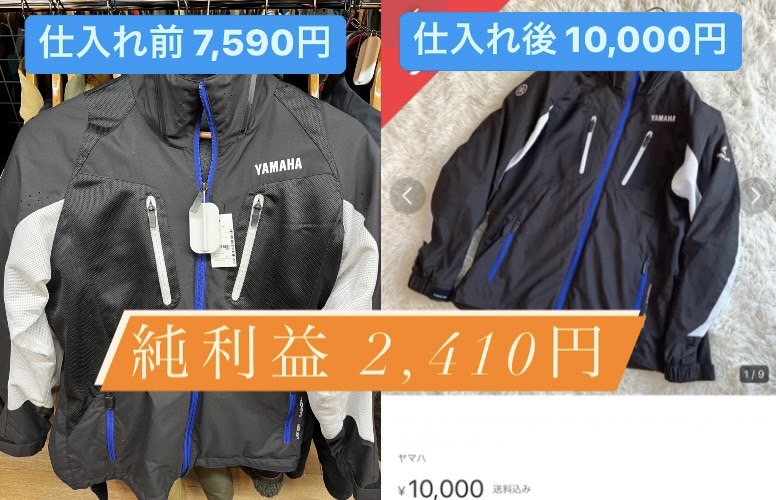 仕入れ前 7,590円
仕入れ後 10,000円
YAMAHA
YAMAHA
純利益 2,410円
1/9
ヤマハ
¥10,000 送料込み